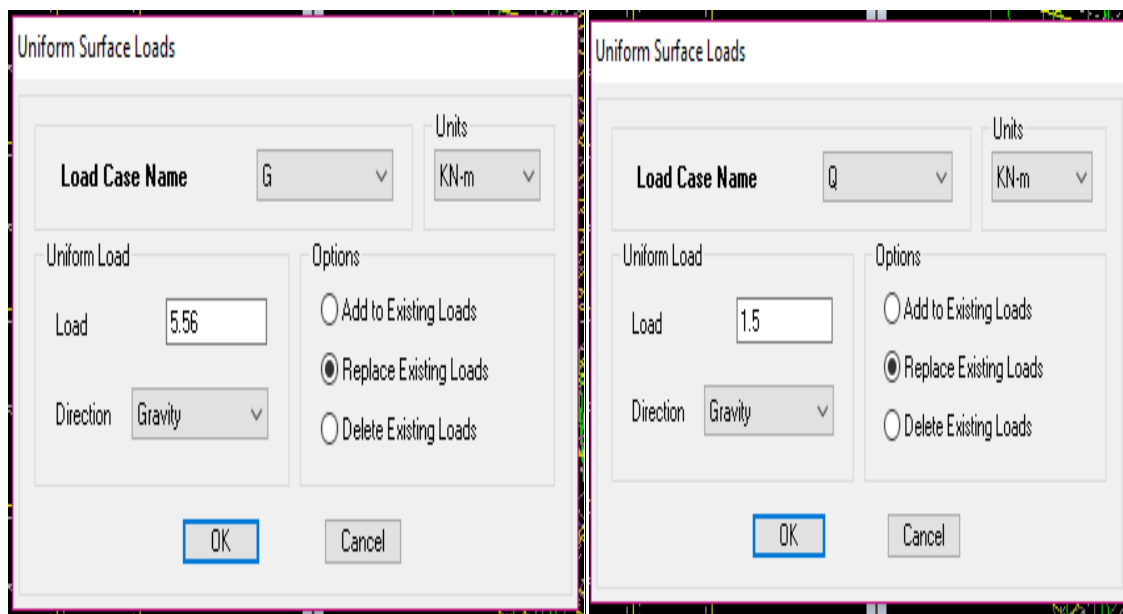 Uniform Surface Loads
Units
Load Case Name G KN-m
Uniform Load Options
Load 5.56 Add to Existing Loads
Replace Existing Loads
Direction Gravity Delete Existing Loads
OK Cancel
Uniform Surface Loads
Units
Load Case Name Q KN-m
Uniform Load Options
Load 1.5 Add to Existing Loads
Replace Existing Loads
Direction Gravity Delete Existing Loads
OK Cancel